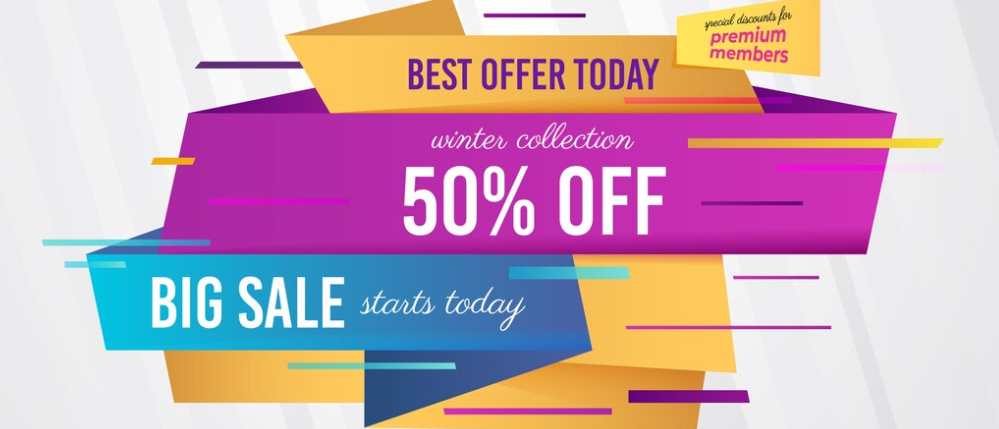 special discounts for
premium
members
BEST OFFER TODAY
winter collection
50% OFF
BIG SALE starts today